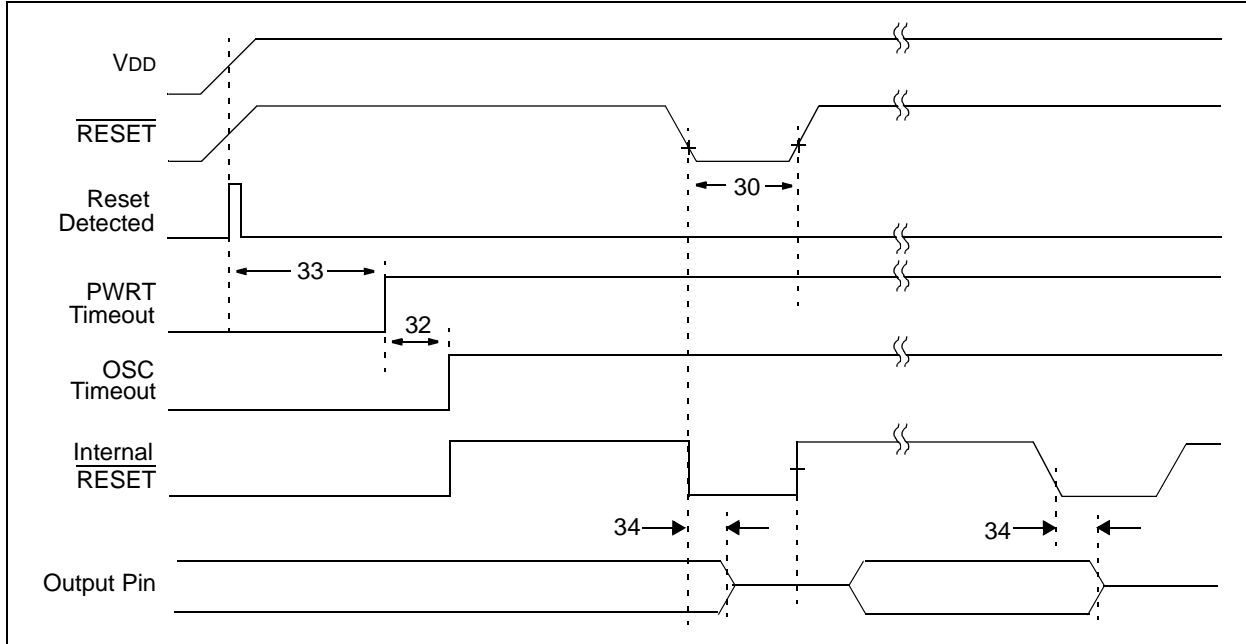 VDD
RESET
30
Reset
Detected
33
PWRT
Timeout
32
OSC
Timeout
Internal
RESET
34
34
Output Pin